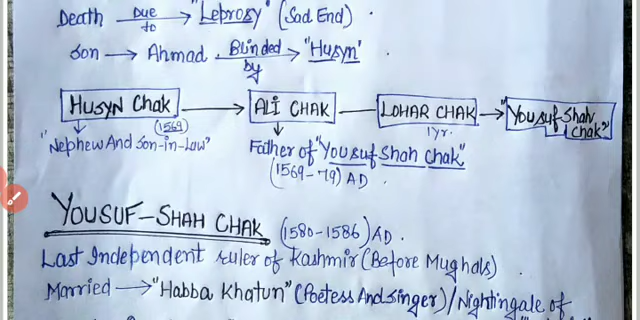 Death Due to → "Leprosy" (Sad End) .
Son → Ahmad Blinded by → "Husyn"
HUSYN Chak → ALI CHAK — LOHAR CHAK → "Yousuf Shah Chak"
(1569) 1 yr.
"Nephew And Son-in-Law" Father of "Yousuf Shah Chak"
(1569-79) AD.
YOUSUF-SHAH CHAK (1580-1586) AD.
Last Independent ruler of Kashmir (Before Mughals) .
Married → "Habba Khatun" (Poetess And Singer) / Nightingale of